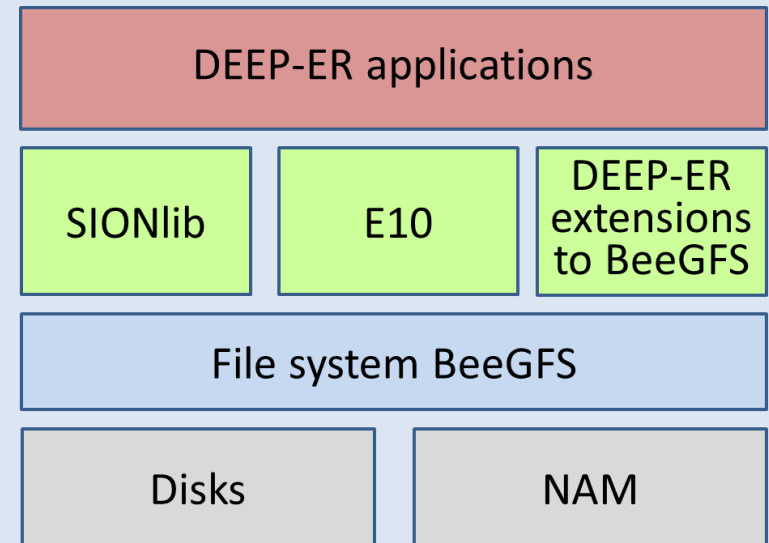 DEEP-ER applications
SIONlib
E10
DEEP-ER
extensions
to BeeGFS
File system BeeGFS
Disks
NAM